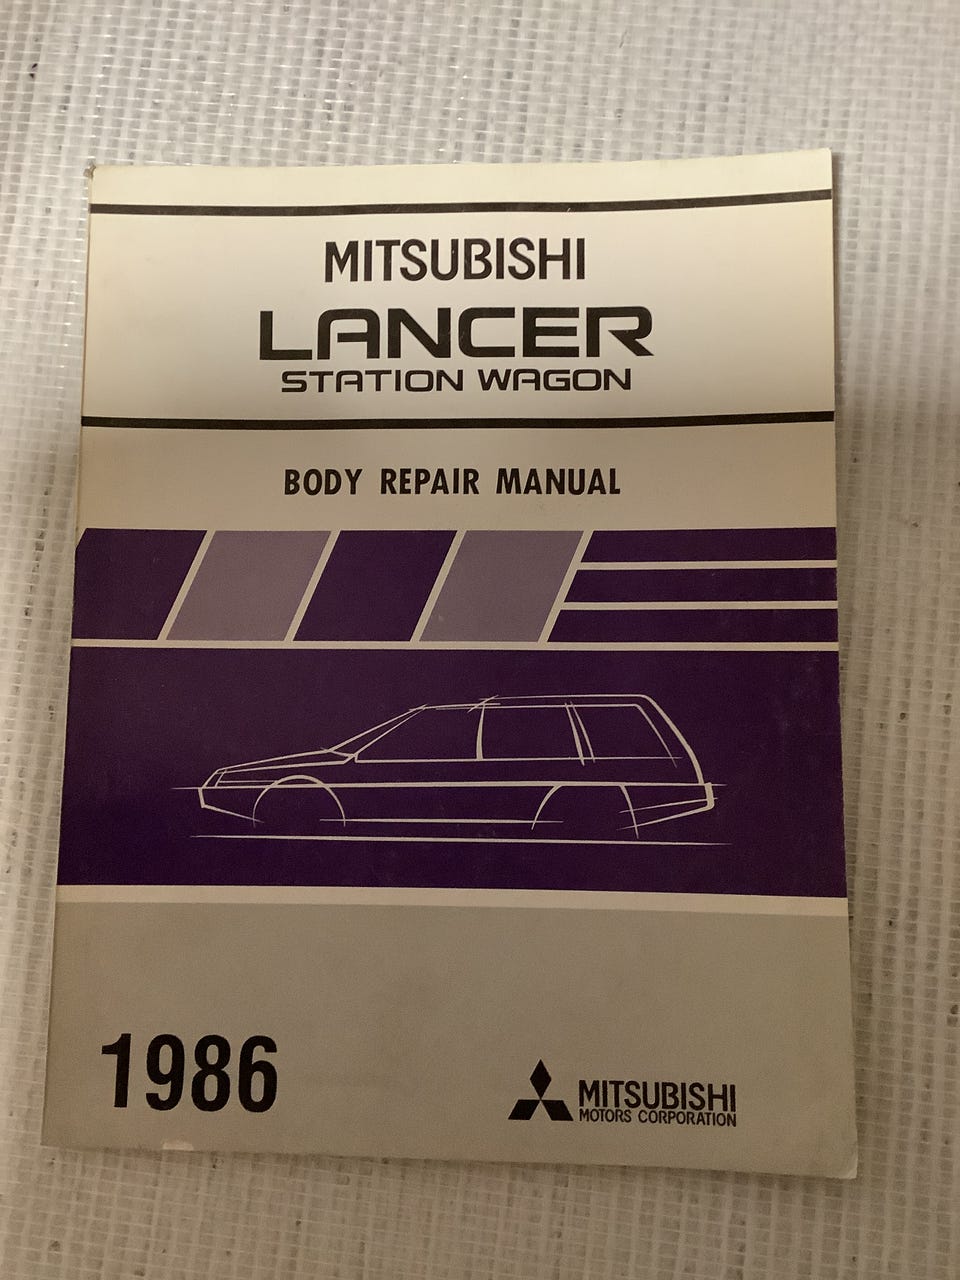 MITSUBISHI
LANCER
STATION WAGON
BODY REPAIR MANUAL
1986
MITSUBISHI
MOTORS CORPORATION